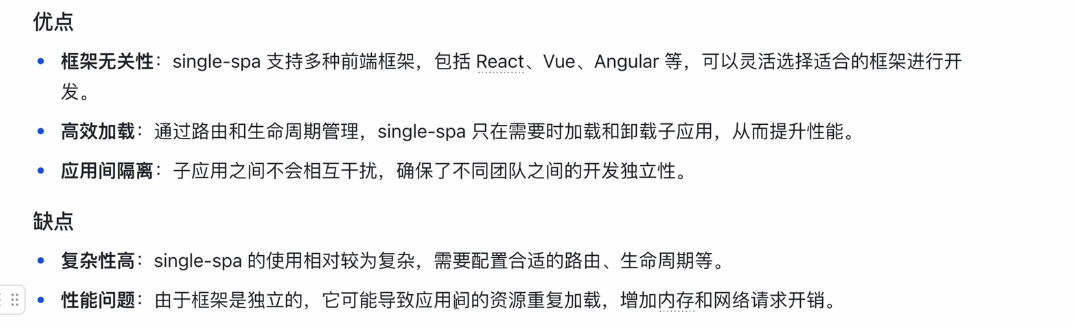 优点
框架无关性：single-spa 支持多种前端框架，包括 React、Vue、Angular 等，可以灵活选择适合的框架进行开
发。
高效加载：通过路由和生命周期管理，single-spa 只在需要时加载和卸载子应用，从而提升性能。
应用间隔离：子应用之间不会相互干扰，确保了不同团队之间的开发独立性。
缺点
复杂性高：single-spa 的使用相对较为复杂，需要配置合适的路由、生命周期等。
性能问题：由于框架是独立的，它可能导致应用间的资源重复加载，增加内存和网络请求开销。